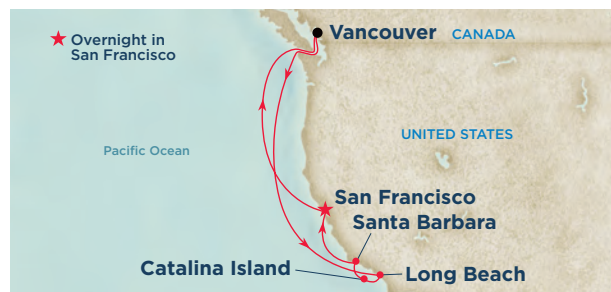 Overnight in
San Francisco
Vancouver
CANADA
Pacific Ocean
UNITED STATES
San Francisco
Santa Barbara
Catalina Island
Long Beach